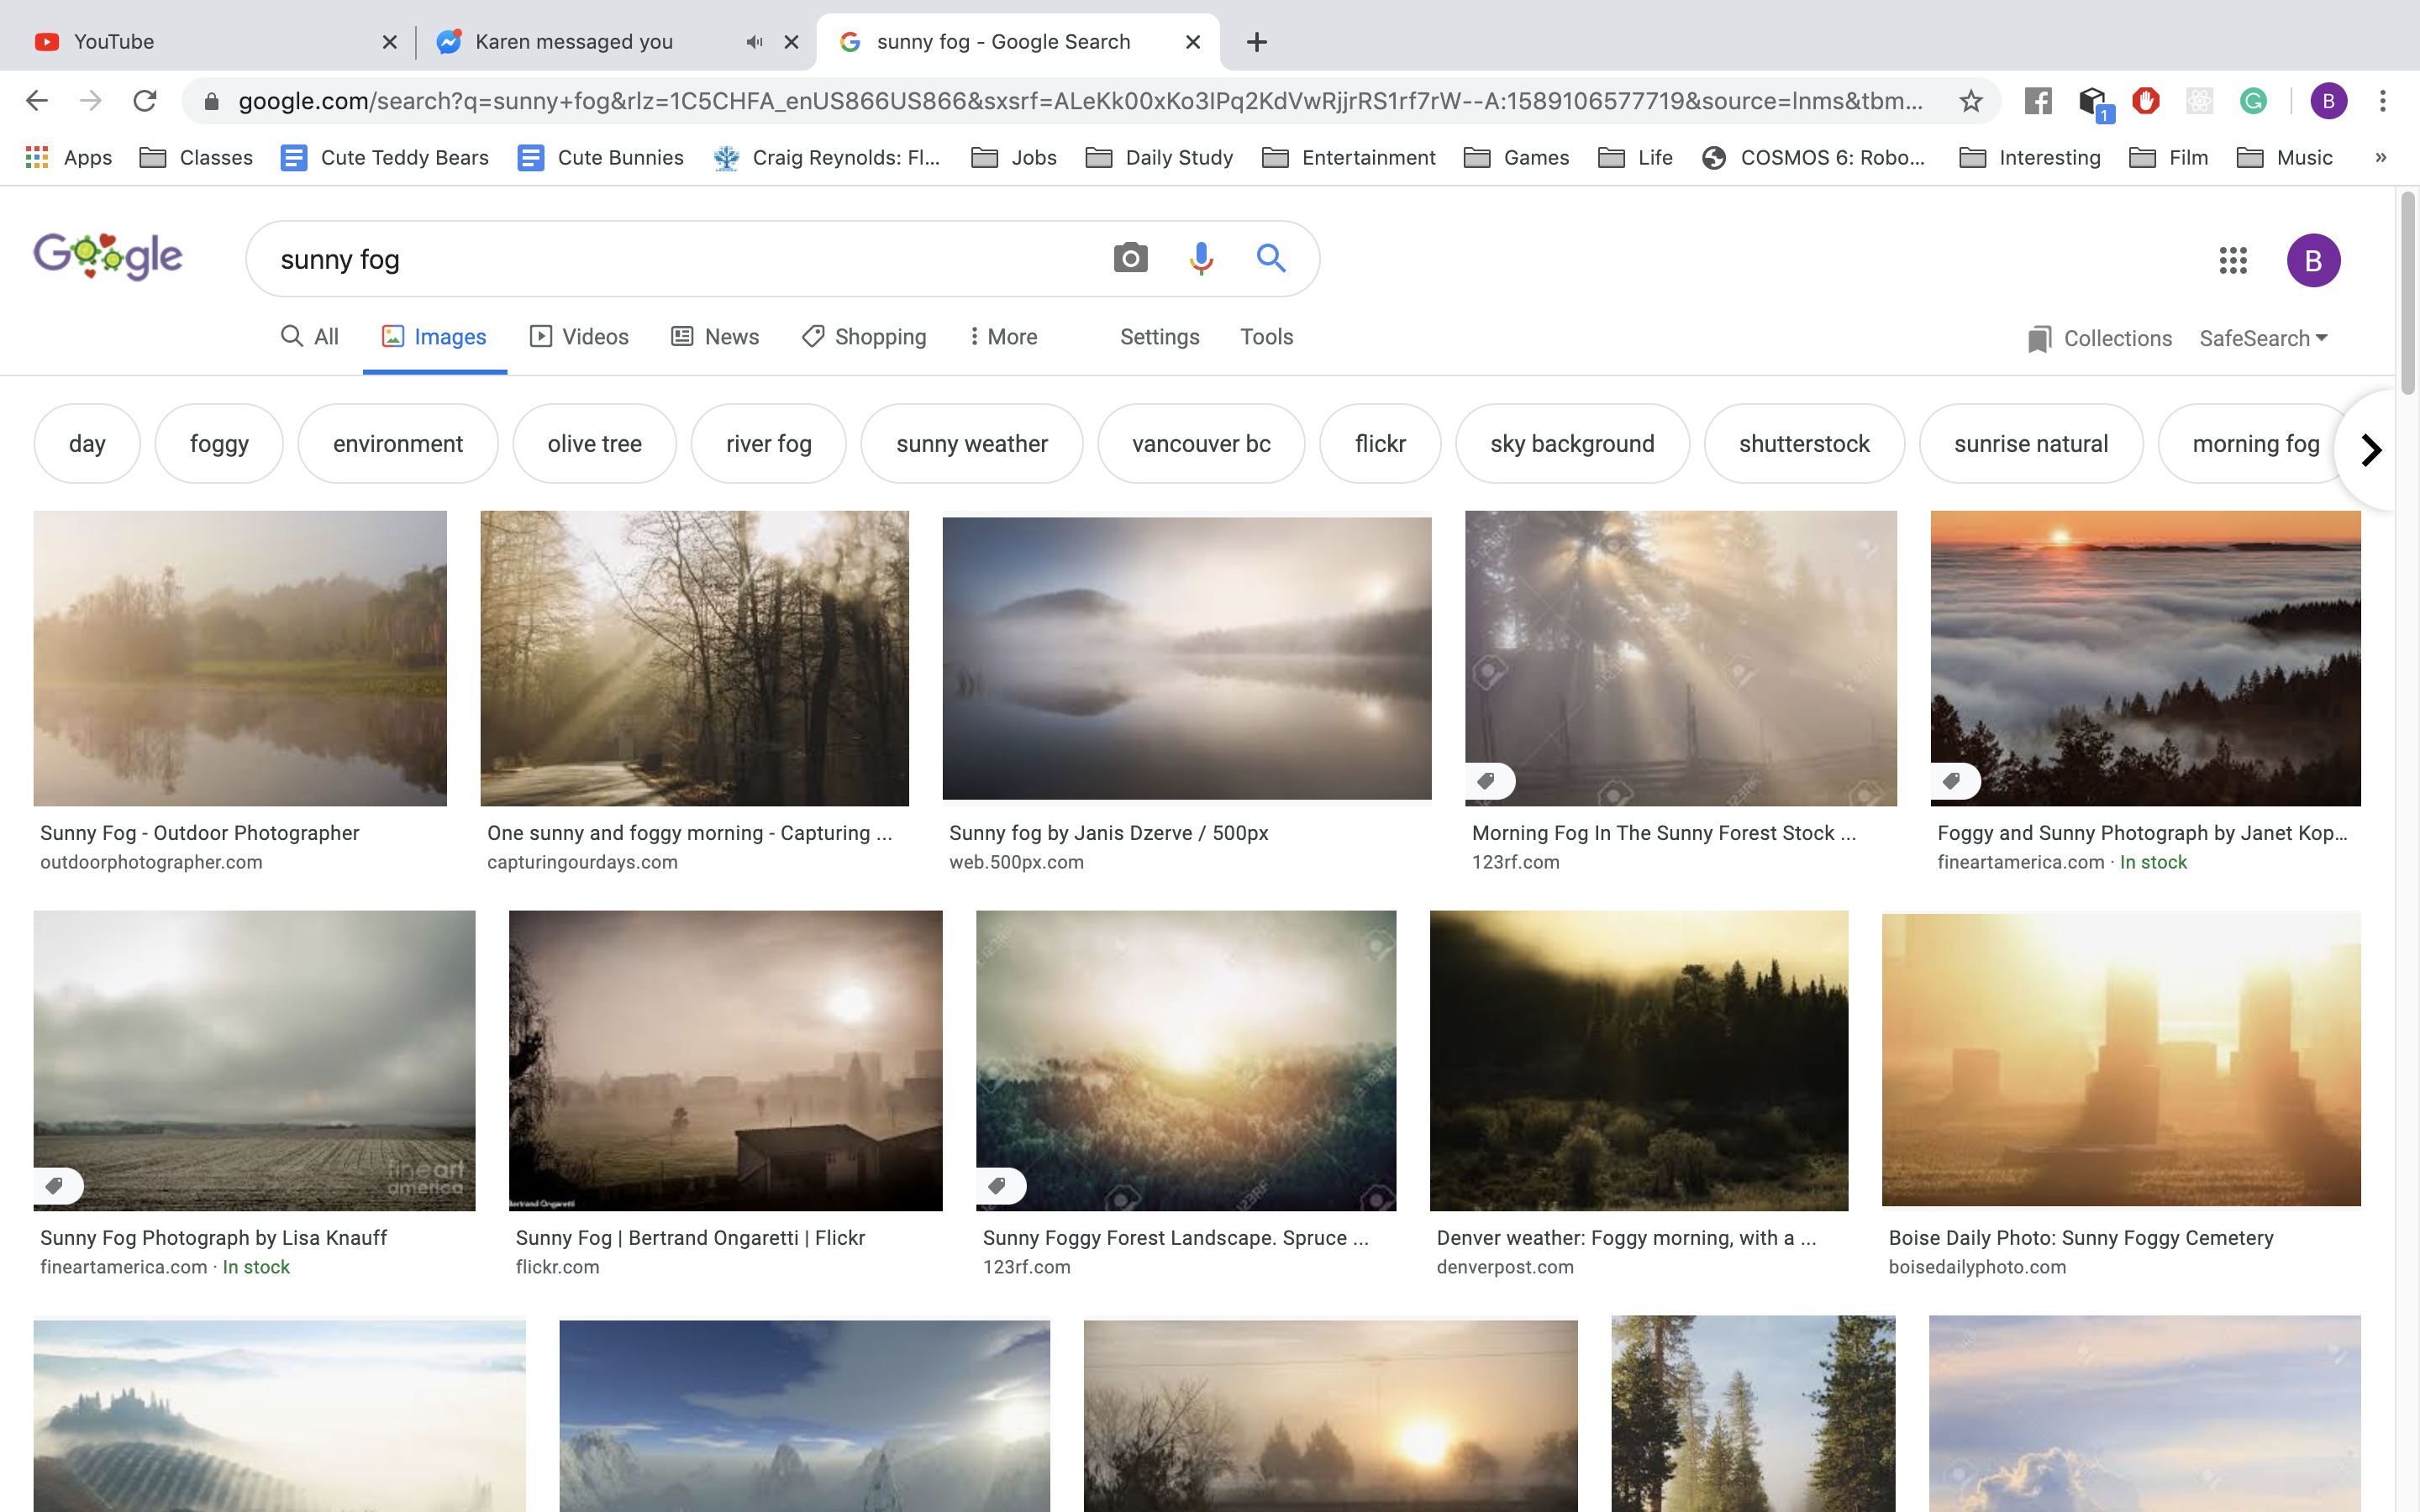 YouTube
Karen messaged you
sunny fog - Google Search
google.com/search?q=sunny+fog&rlz=1C5CHFA_enUS866US866&sxsrf=ALeKk00xKo3IPq2KdVwRjjrRS1rf7rW--A:1589106577719&source=lnms&tbm...
B
1
Apps Classes Cute Teddy Bears Cute Bunnies Craig Reynolds: Fl... Jobs Daily Study Entertainment Games Life COSMOS 6: Robo... Interesting Film Music »
Google
sunny fog
B
All Images Videos News Shopping More Settings Tools Collections SafeSearch
day foggy environment olive tree river fog sunny weather vancouver bc flickr sky background shutterstock sunrise natural morning fog
Sunny Fog - Outdoor Photographer
outdoorphotographer.com
One sunny and foggy morning - Capturing ...
capturingourdays.com
Sunny fog by Janis Dzerve / 500px
web.500px.com
Morning Fog In The Sunny Forest Stock ...
123rf.com
Foggy and Sunny Photograph by Janet Kop...
fineartamerica.com · In stock
fineart
america
Bertrand Ongaretti
123RF
Sunny Fog Photograph by Lisa Knauff
fineartamerica.com · In stock
Sunny Fog | Bertrand Ongaretti | Flickr
flickr.com
Sunny Foggy Forest Landscape. Spruce ...
123rf.com
Denver weather: Foggy morning, with a ...
denverpost.com
Boise Daily Photo: Sunny Foggy Cemetery
boisedailyphoto.com